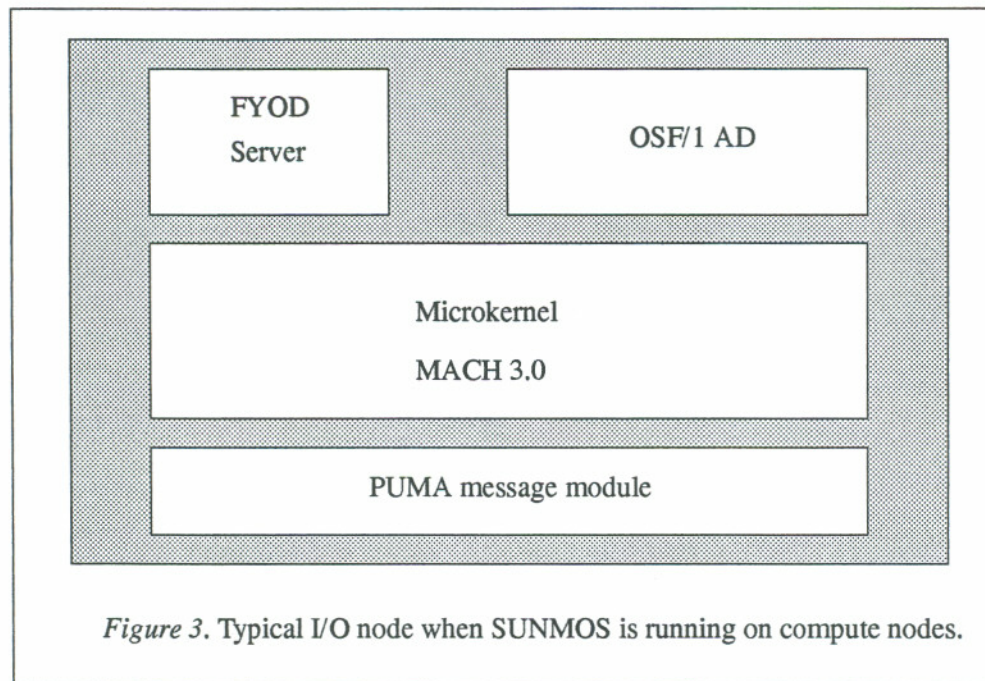 FYOD
Server
OSF/1 AD
Microkernel
MACH 3.0
PUMA message module
Figure 3. Typical I/O node when SUNMOS is running on compute nodes.